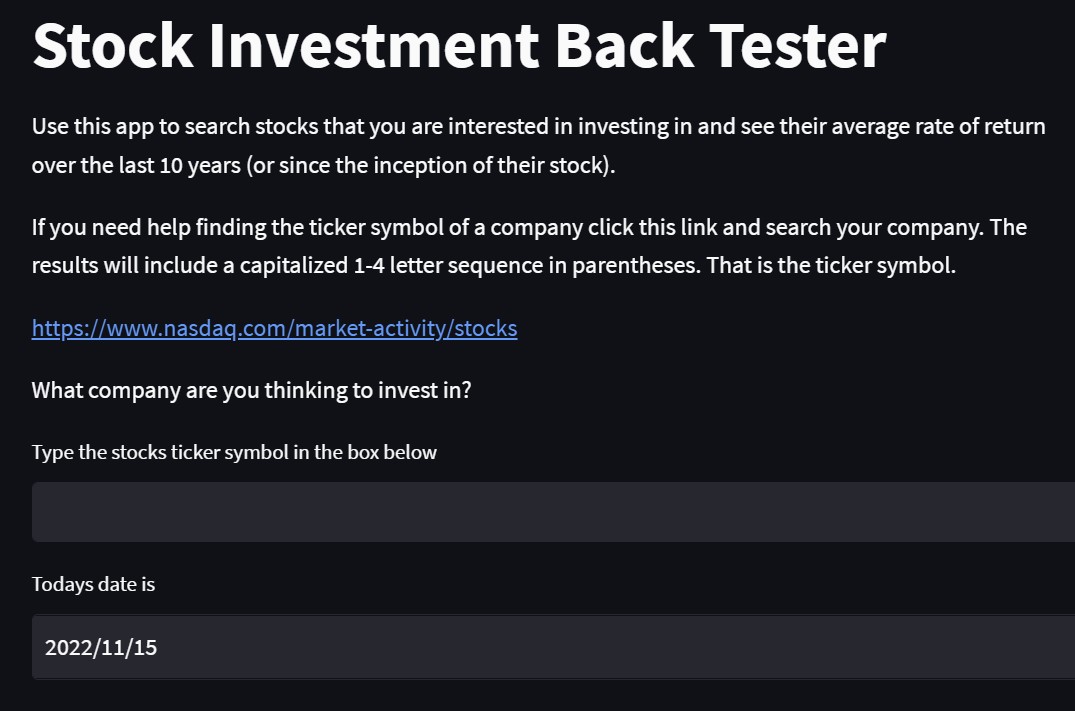 Stock Investment Back Tester
Use this app to search stocks that you are interested in investing in and see their average rate of return
over the last 10 years (or since the inception of their stock).
If you need help finding the ticker symbol of a company click this link and search your company. The
results will include a capitalized 1-4 letter sequence in parentheses. That is the ticker symbol.
https://www.nasdaq.com/market-activity/stocks
What company are you thinking to invest in?
Type the stocks ticker symbol in the box below
Todays date is
2022/11/15